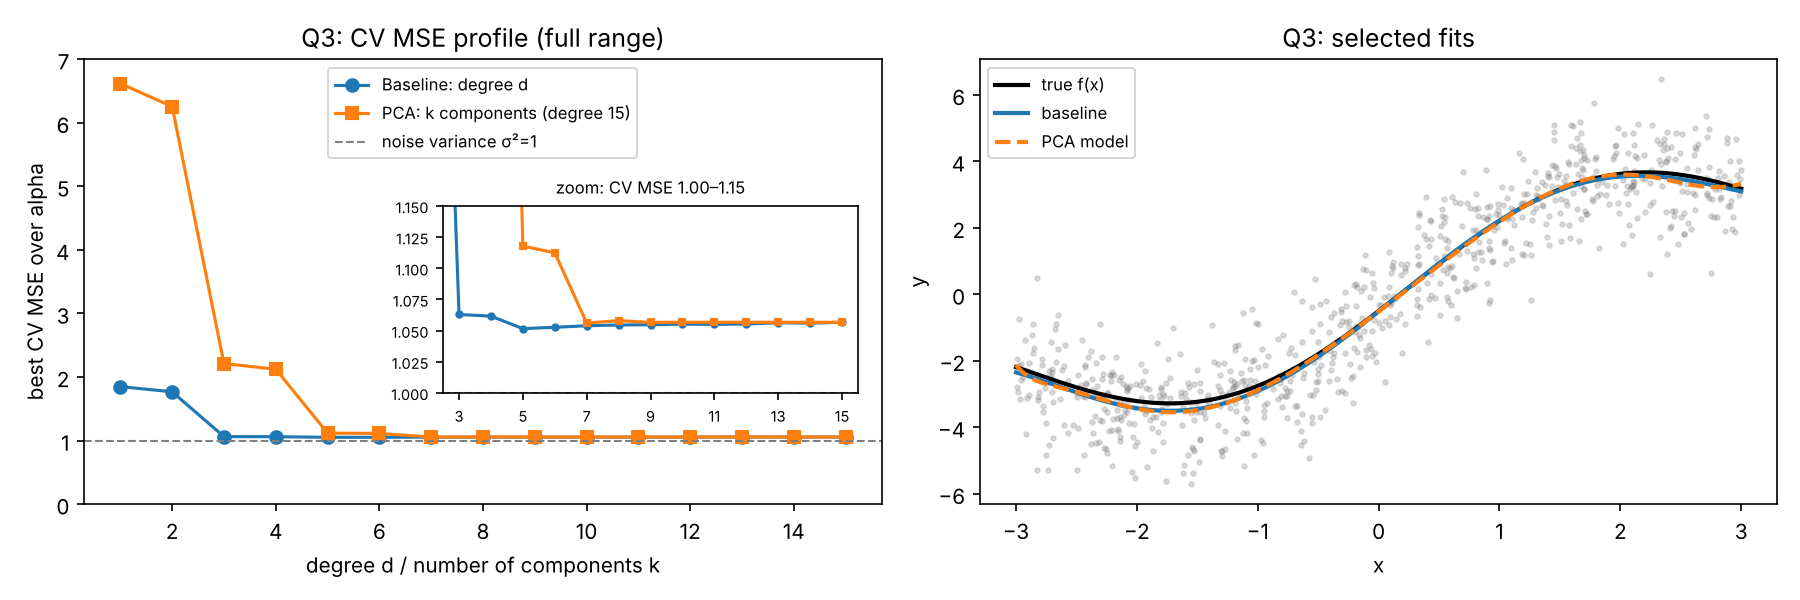 Q3: CV MSE profile (full range)
best CV MSE over alpha
7
6
5
4
3
2
1
0
Baseline: degree d
PCA: k components (degree 15)
noise variance σ²=1
zoom: CV MSE 1.00–1.15
1.150
1.125
1.100
1.075
1.050
1.025
1.000
3 5 7 9 11 13 15
2 4 6 8 10 12 14
degree d / number of components k
Q3: selected fits
y
6
4
2
0
−2
−4
−6
true f(x)
baseline
PCA model
−3 −2 −1 0 1 2 3
x